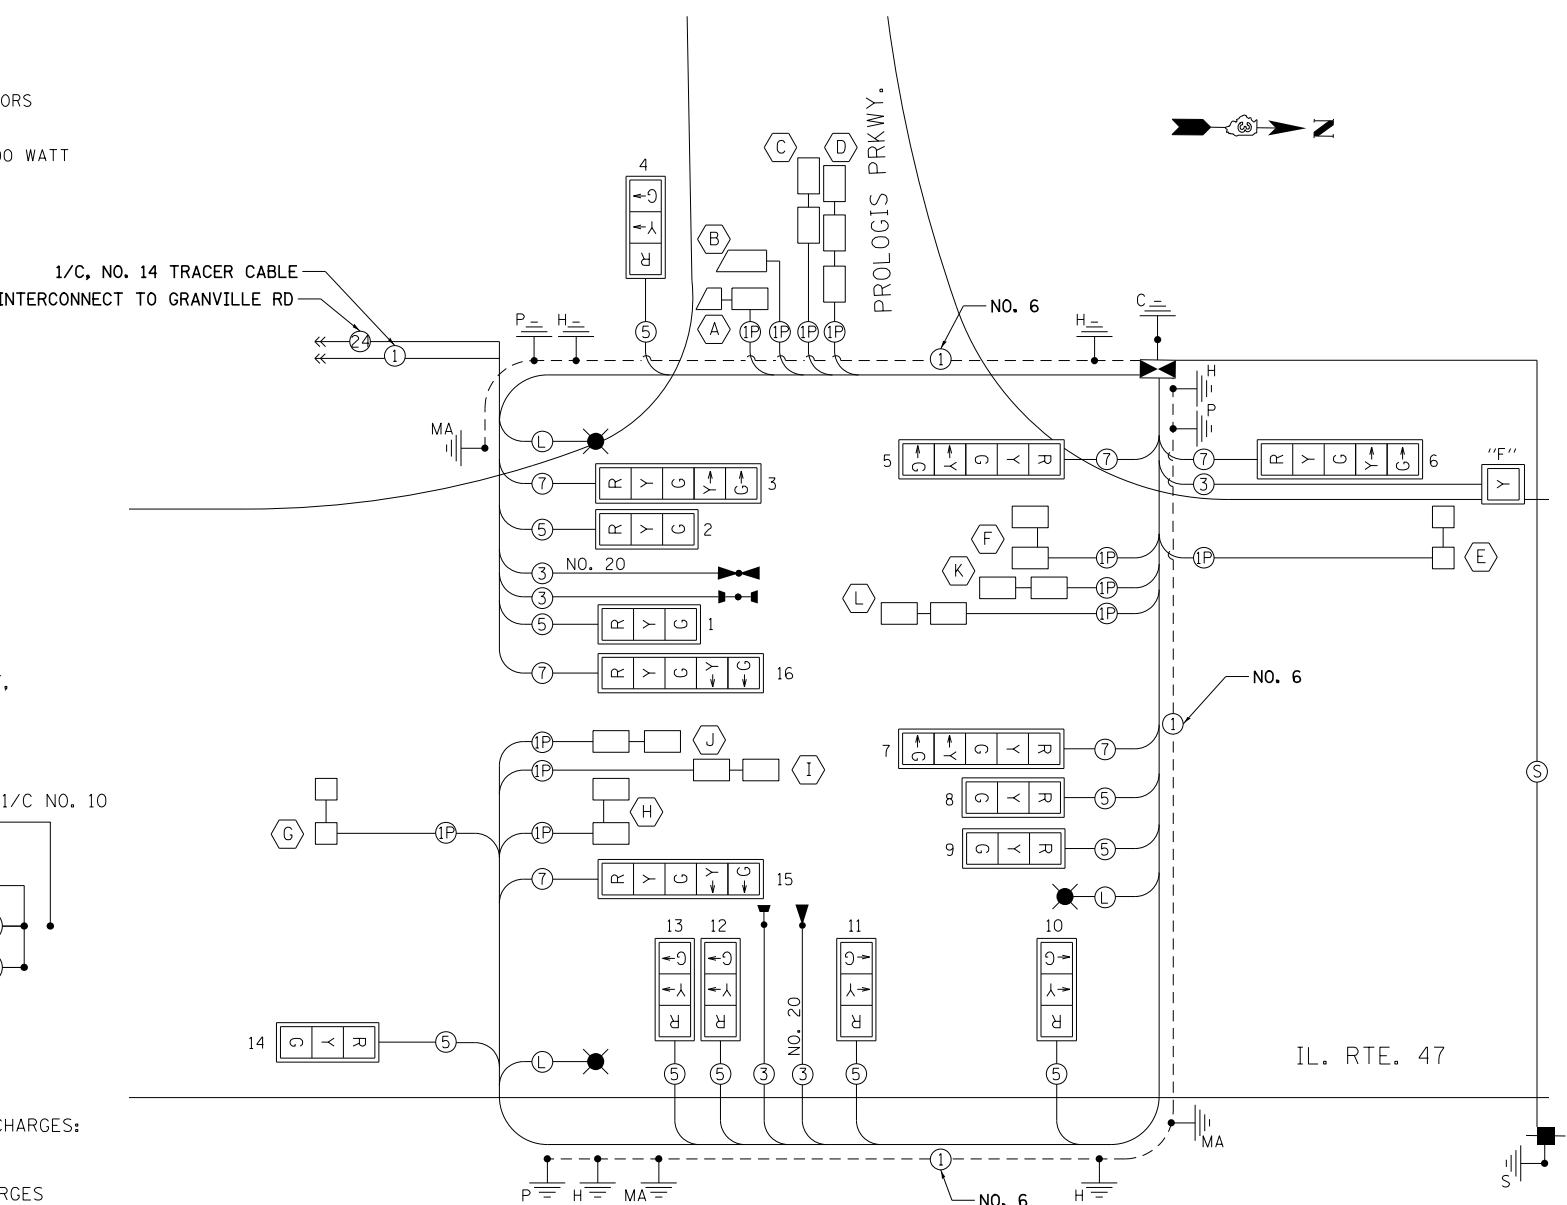 ORS
00 WATT
1/C, NO. 14 TRACER CABLE
INTERCONNECT TO GRANVILLE RD
24
1
PROLOGIS PRKWY.
3
N
4
G
Y
R
5
A
B
C
D
1P 1P 1P 1P
NO. 6
1
P H
H
C
H
P
MA
L
7 R Y G Y G 3
5 R Y G 2
3 NO. 20
3
5 R Y G 1
7 R Y G Y G 16
5 G Y G Y R 7
7 R Y G Y G 6
3 "F"
Y
F 1P
1P E
K 1P
L 1P
NO. 6
1
1P J
1P I
G 1P
1P H
7 R Y G Y G 15
7 G Y G Y R 7
8 G Y R 5
9 G Y R 5
L
S
1/C NO. 10
13 12 11 10
G G G G
Y Y Y Y
R R R R
NO. 20
5 5 3 3 5 5
14 G Y R 5
L
IL. RTE. 47
CHARGES:
RGES
P H MA
1
NO. 6
H
MA
S